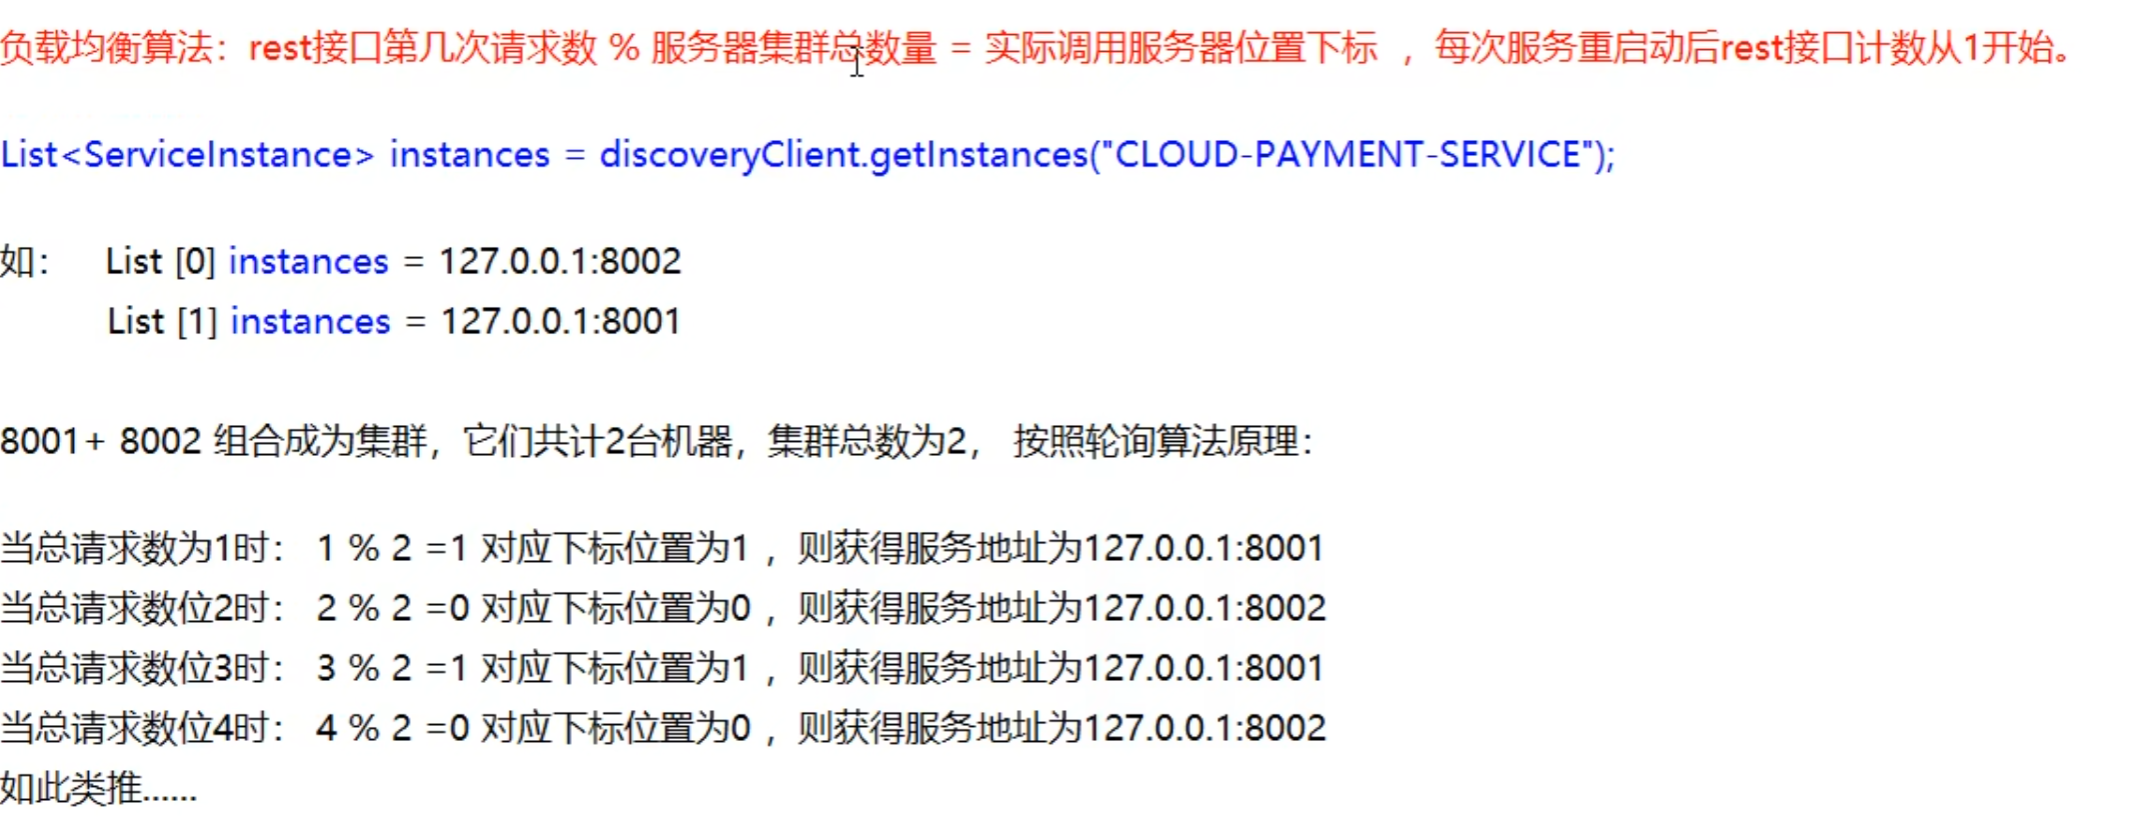 负载均衡算法：rest接口第几次请求数 % 服务器集群总数量 = 实际调用服务器位置下标 ，每次服务重启动后rest接口计数从1开始。
List<ServiceInstance> instances = discoveryClient.getInstances("CLOUD-PAYMENT-SERVICE");
如： List [0] instances = 127.0.0.1:8002
List [1] instances = 127.0.0.1:8001
8001+ 8002 组合成为集群，它们共计2台机器，集群总数为2， 按照轮询算法原理：
当总请求数为1时： 1 % 2 =1 对应下标位置为1 ，则获得服务地址为127.0.0.1:8001
当总请求数位2时： 2 % 2 =0 对应下标位置为0 ，则获得服务地址为127.0.0.1:8002
当总请求数位3时： 3 % 2 =1 对应下标位置为1 ，则获得服务地址为127.0.0.1:8001
当总请求数位4时： 4 % 2 =0 对应下标位置为0 ，则获得服务地址为127.0.0.1:8002
如此类推......